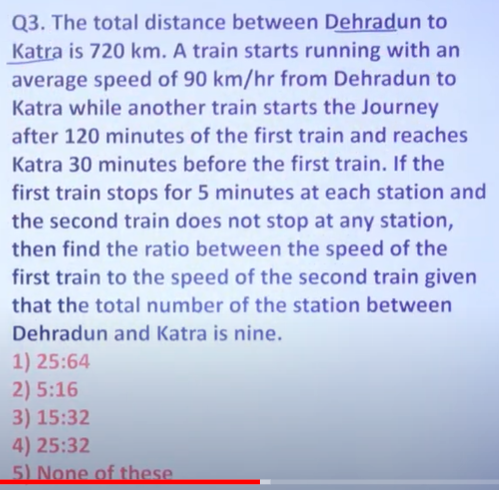 Q3. The total distance between Dehradun to
Katra is 720 km. A train starts running with an
average speed of 90 km/hr from Dehradun to
Katra while another train starts the Journey
after 120 minutes of the first train and reaches
Katra 30 minutes before the first train. If the
first train stops for 5 minutes at each station and
the second train does not stop at any station,
then find the ratio between the speed of the
first train to the speed of the second train given
that the total number of the station between
Dehradun and Katra is nine.
1) 25:64
2) 5:16
3) 15:32
4) 25:32
5) None of these